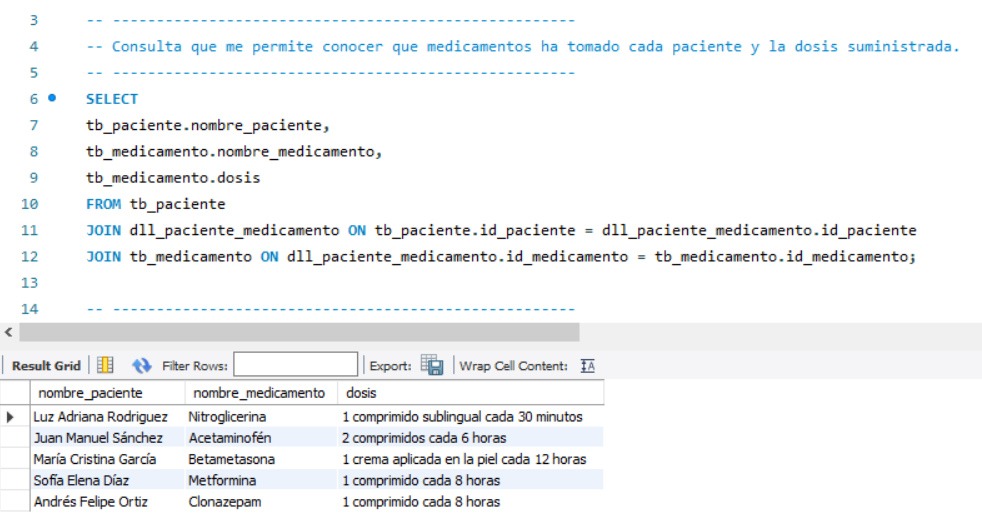 3 -- -----------------------------------------------------
4 -- Consulta que me permite conocer que medicamentos ha tomado cada paciente y la dosis suministrada.
5 -- -----------------------------------------------------
6 SELECT
7 tb_paciente.nombre_paciente,
8 tb_medicamento.nombre_medicamento,
9 tb_medicamento.dosis
10 FROM tb_paciente
11 JOIN dll_paciente_medicamento ON tb_paciente.id_paciente = dll_paciente_medicamento.id_paciente
12 JOIN tb_medicamento ON dll_paciente_medicamento.id_medicamento = tb_medicamento.id_medicamento;
13
14 -- -----------------------------------------------------
Result Grid Filter Rows: Export: Wrap Cell Content: IA
nombre_paciente nombre_medicamento dosis
Luz Adriana Rodriguez Nitroglicerina 1 comprimido sublingual cada 30 minutos
Juan Manuel Sánchez Acetaminofén 2 comprimidos cada 6 horas
María Cristina García Betametasona 1 crema aplicada en la piel cada 12 horas
Sofía Elena Díaz Metformina 1 comprimido cada 8 horas
Andrés Felipe Ortiz Clonazepam 1 comprimido cada 8 horas